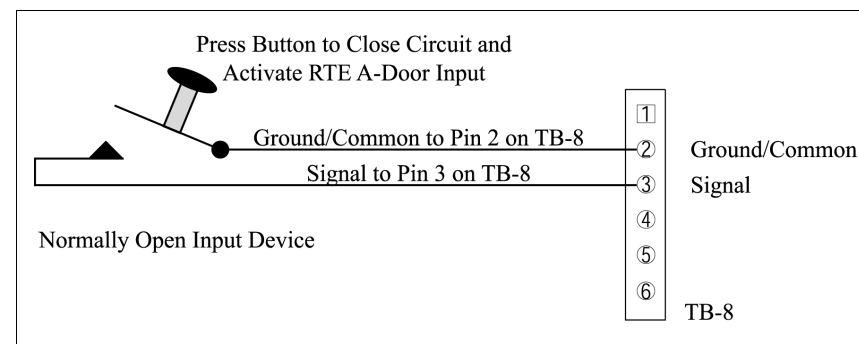 Press Button to Close Circuit and
Activate RTE A-Door Input
1
Ground/Common to Pin 2 on TB-8
2
Ground/Common
Signal to Pin 3 on TB-8
3
Signal
4
Normally Open Input Device
5
6
TB-8